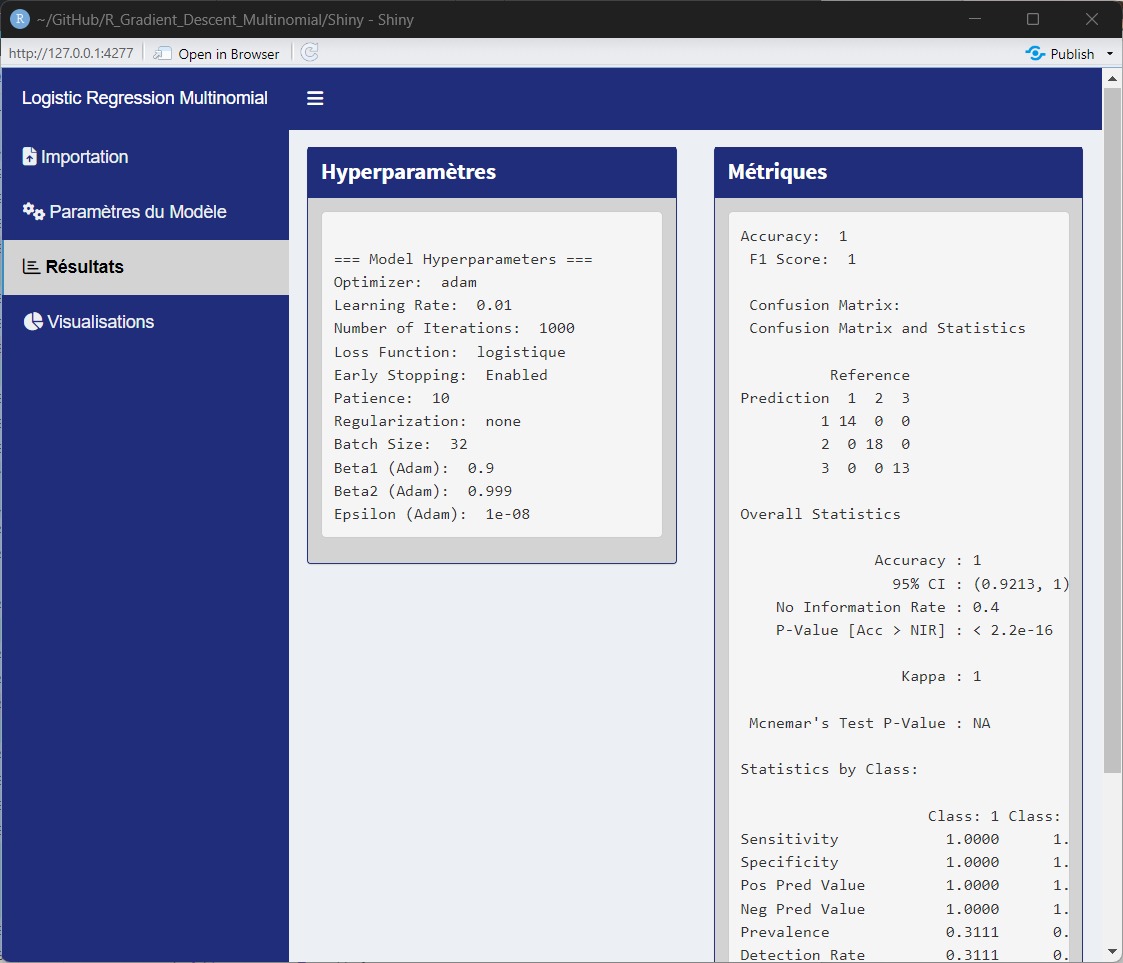 R ~/GitHub/R_Gradient_Descent_Multinomial/Shiny - Shiny
http://127.0.0.1:4277 Open in Browser Publish
Logistic Regression Multinomial
Importation
Paramètres du Modèle
Résultats
Visualisations
Hyperparamètres
=== Model Hyperparameters ===
Optimizer: adam
Learning Rate: 0.01
Number of Iterations: 1000
Loss Function: logistique
Early Stopping: Enabled
Patience: 10
Regularization: none
Batch Size: 32
Beta1 (Adam): 0.9
Beta2 (Adam): 0.999
Epsilon (Adam): 1e-08
Métriques
Accuracy: 1
F1 Score: 1
Confusion Matrix:
Confusion Matrix and Statistics
Reference
Prediction 1 2 3
1 14 0 0
2 0 18 0
3 0 0 13
Overall Statistics
Accuracy : 1
95% CI : (0.9213, 1)
No Information Rate : 0.4
P-Value [Acc > NIR] : < 2.2e-16
Kappa : 1
Mcnemar's Test P-Value : NA
Statistics by Class:
Class: 1 Class:
Sensitivity 1.0000 1.
Specificity 1.0000 1.
Pos Pred Value 1.0000 1.
Neg Pred Value 1.0000 1.
Prevalence 0.3111 0.
Detection Rate 0.3111 0.